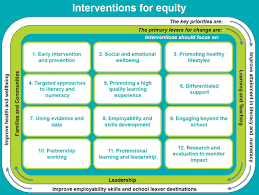 Interventions for equity
The key priorities are:
The primary levers for change are:
Interventions should focus on:
Improve health and wellbeing
Families and Communities
1. Early intervention
and prevention
2. Social and emotional
wellbeing
3. Promoting healthy
lifestyles
4. Targeted approaches
to literacy and
numeracy
5. Promoting a high
quality learning
experience
6. Differentiated
support
7. Using evidence and
data
8. Employability and
skills development
9. Engaging beyond the
school
10. Partnership
working
11. Professional
learning and leadership
12. Research and
evaluation to monitor
impact
Learning and Teaching
Improve attainment in literacy and numeracy
Leadership
Improve employability skills and school leaver destinations